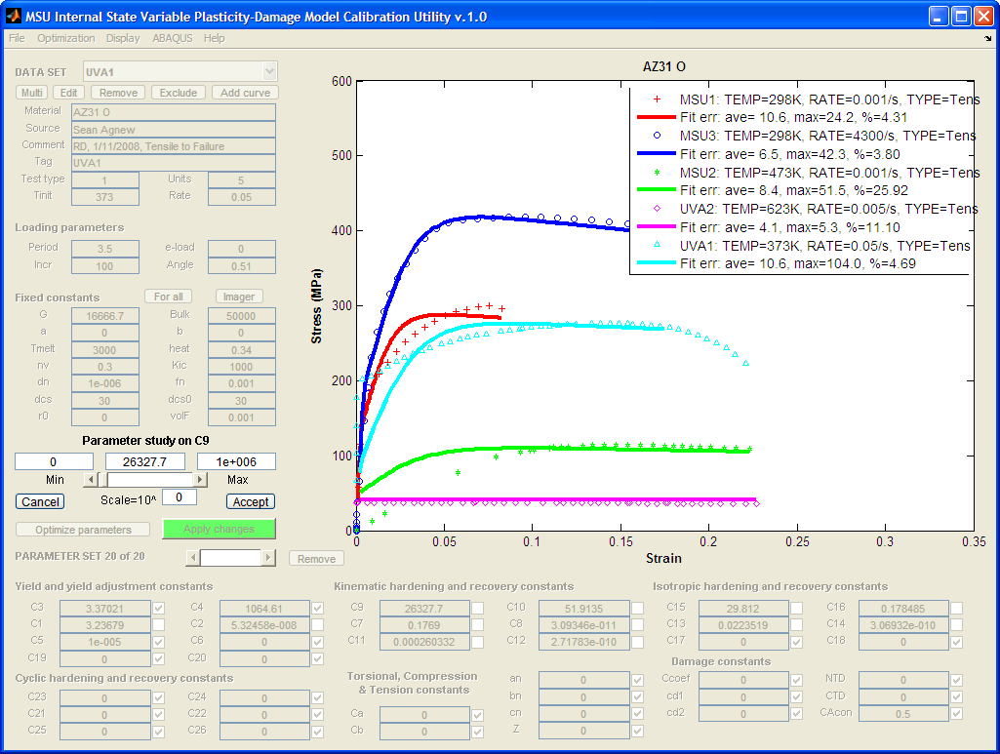 MSU Internal State Variable Plasticity-Damage Model Calibration Utility v.1.0
File Optimization Display ABAQUS Help
DATA SET UVA1
Multi Edit Remove Exclude Add curve
Material AZ31 O
Source Sean Agnew
Comment RD, 1/11/2008, Tensile to Failure
Tag UVA1
Test type 1 Units 5
Tinit 373 Rate 0.05
Loading parameters
Period 3.5 e-load 0
Incr 100 Angle 0.51
Fixed constants For all Imager
G 16666.7 Bulk 50000
a 0 b 0
Tmelt 3000 heat 0.34
nv 0.3 Kic 1000
dn 1e-006 fn 0.001
dcs 30 dcs0 30
r0 0 volF 0.001
Parameter study on C9
0 26327.7 1e+006
Min Max
Cancel Scale=10^ 0 Accept
Optimize parameters Apply changes
PARAMETER SET 20 of 20 Remove
AZ31 O
600
500
400
300
200
100
0
Stress (MPa)
0 0.05 0.1 0.15 0.2 0.25 0.3 0.35
Strain
MSU1: TEMP=298K, RATE=0.001/s, TYPE=Tens
Fit err: ave= 10.6, max=24.2, %=4.31
MSU3: TEMP=298K, RATE=4300/s, TYPE=Tens
Fit err: ave= 6.5, max=42.3, %=3.80
MSU2: TEMP=473K, RATE=0.001/s, TYPE=Tens
Fit err: ave= 8.4, max=51.5, %=25.92
UVA2: TEMP=623K, RATE=0.005/s, TYPE=Tens
Fit err: ave= 4.1, max=5.3, %=11.10
UVA1: TEMP=373K, RATE=0.05/s, TYPE=Tens
Fit err: ave= 10.6, max=104.0, %=4.69
Yield and yield adjustment constants
C3 3.37021 C4 1064.61
C1 3.23679 C2 5.32458e-008
C5 1e-005 C6 0
C19 0 C20 0
Cyclic hardening and recovery constants
C23 0 C24 0
C21 0 C22 0
C25 0 C26 0
Kinematic hardening and recovery constants
C9 26327.7 C10 51.9135
C7 0.1769 C8 3.09346e-011
C11 0.000260332 C12 2.71783e-010
Torsional, Compression
& Tension constants
Ca 0
Cb 0
an 0
bn 0
cn 0
Z 0
Isotropic hardening and recovery constants
C15 29.812 C16 0.178485
C13 0.0223519 C14 3.06932e-010
C17 0 C18 0
Damage constants
Ccoef 0 NTD 0
cd1 0 CTD 0
cd2 0 CAcon 0.5